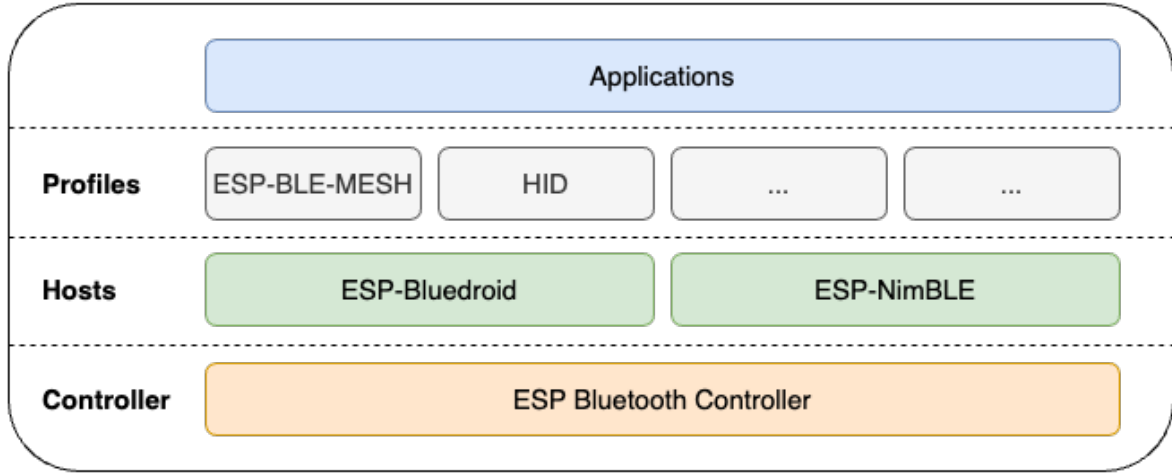 Applications
Profiles
ESP-BLE-MESH
HID
...
...
Hosts
ESP-Bluedroid
ESP-NimBLE
Controller
ESP Bluetooth Controller